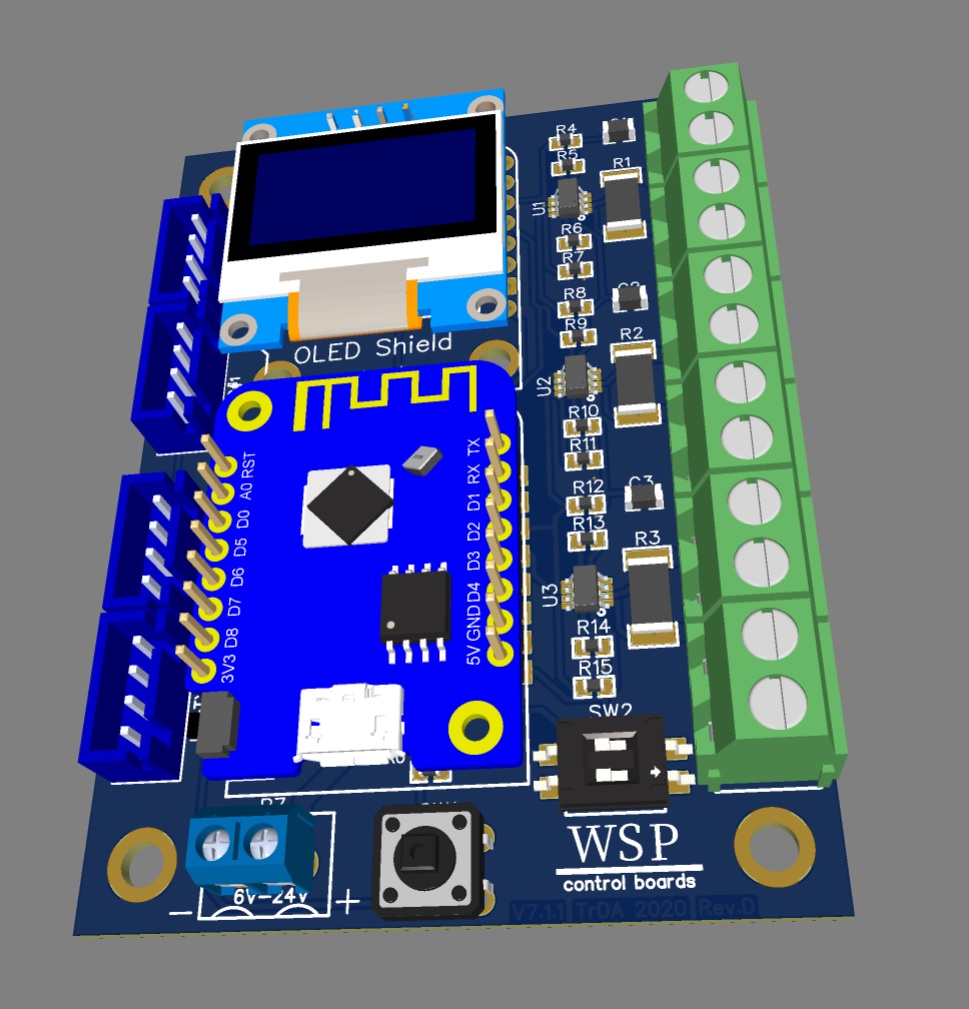 R4
R5
R1
U1
R6
R7
R8
R9
R2
U2
R10
R11
R12
C3
R13
R3
U3
R14
R15
SW2
OLED Shield
RST
A0
D0
D5
D6
D7
D8
3V3
TX
RX
D1
D2
D3
D4
GND
5V
6v-24v
- +
WSP
control boards
V7.1.1 TrDA 2020 Rev.D